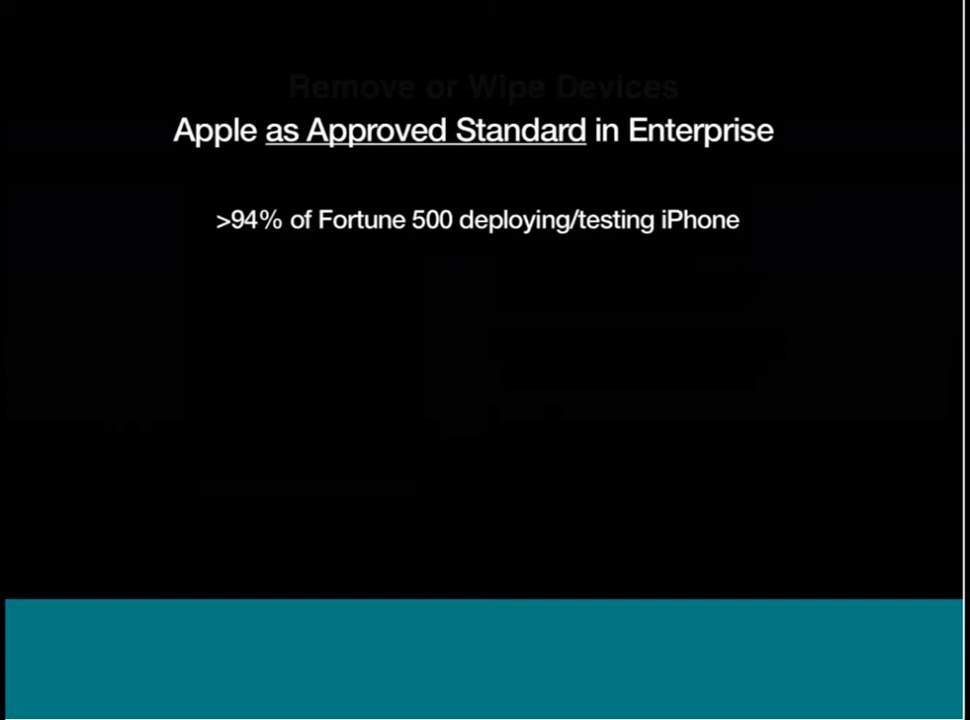 Remove or Wipe Devices
Apple as Approved Standard in Enterprise
>94% of Fortune 500 deploying/testing iPhone